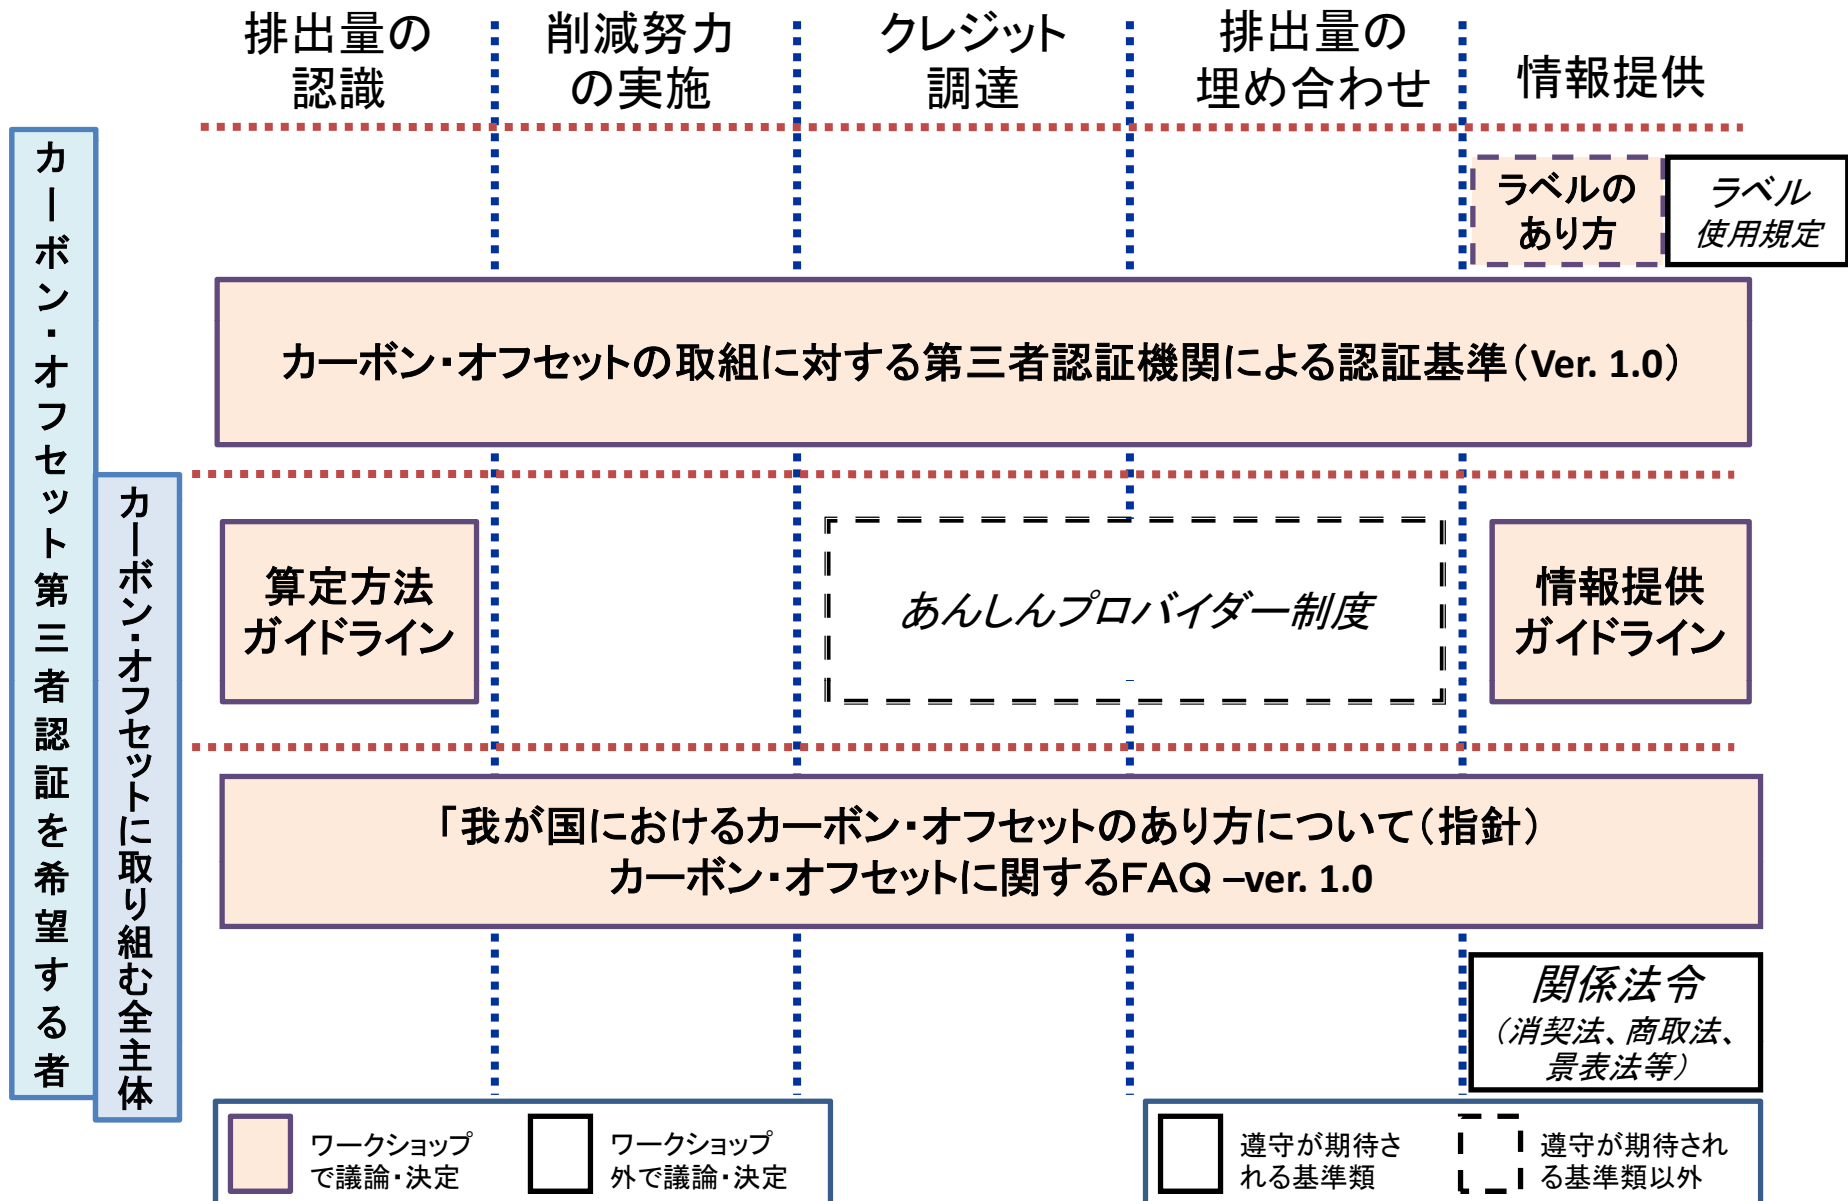 排出量の
認識
削減努力
の実施
クレジット
調達
排出量の
埋め合わせ
情報提供
カーボン・オフセット第三者認証を希望する者
カーボン・オフセットに取り組む全主体
ラベルの
あり方
ラベル
使用規定
カーボン・オフセットの取組に対する第三者認証機関による認証基準（Ver. 1.0）
算定方法
ガイドライン
あんしんプロバイダー制度
情報提供
ガイドライン
「我が国におけるカーボン・オフセットのあり方について（指針）
カーボン・オフセットに関するＦＡＱ –ver. 1.0
関係法令
（消契法、商取法、
景表法等）
ワークショップ
で議論・決定
ワークショップ
外で議論・決定
遵守が期待さ
れる基準類
遵守が期待され
る基準類以外